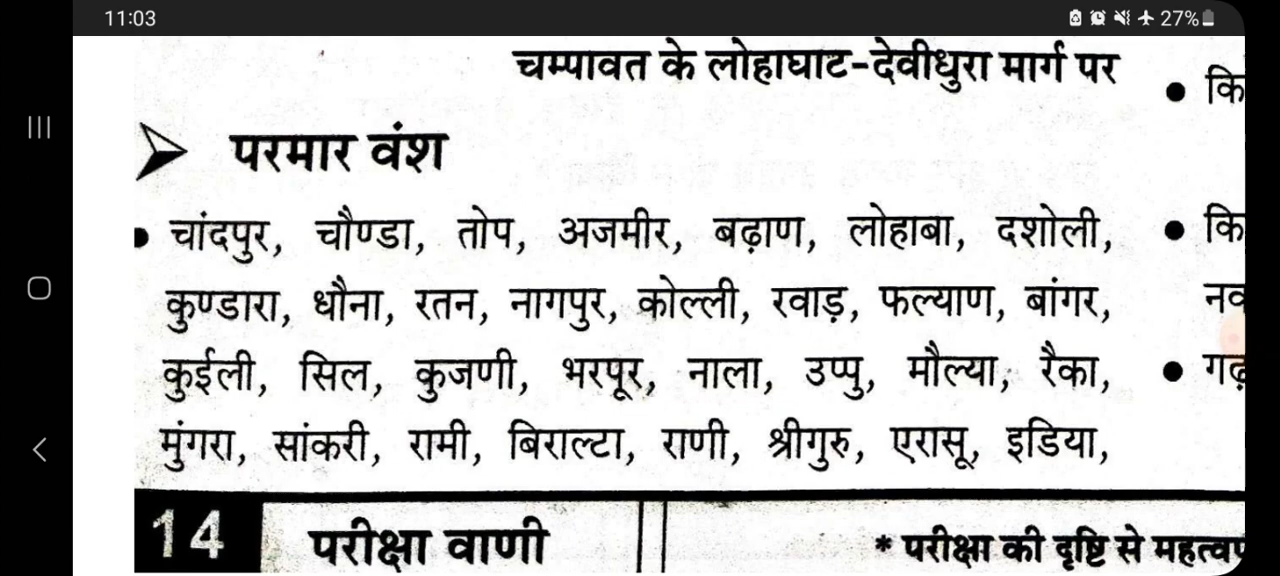 11:03
27%
चम्पावत के लोहाघाट-देवीधुरा मार्ग पर
परमार वंश
चांदपुर, चौण्डा, तोप, अजमीर, बढ़ाण, लोहाबा, दशोली,
कुण्डारा, धौना, रतन, नागपुर, कोल्ली, रवाड़, फल्याण, बांगर,
कुईली, सिल, कुजणी, भरपूर, नाला, उप्पु, मौल्या, रैका,
मुंगरा, सांकरी, रामी, बिराल्टा, राणी, श्रीगुरु, एरासू, इडिया,
14 परीक्षा वाणी
* परीक्षा की दृष्टि से